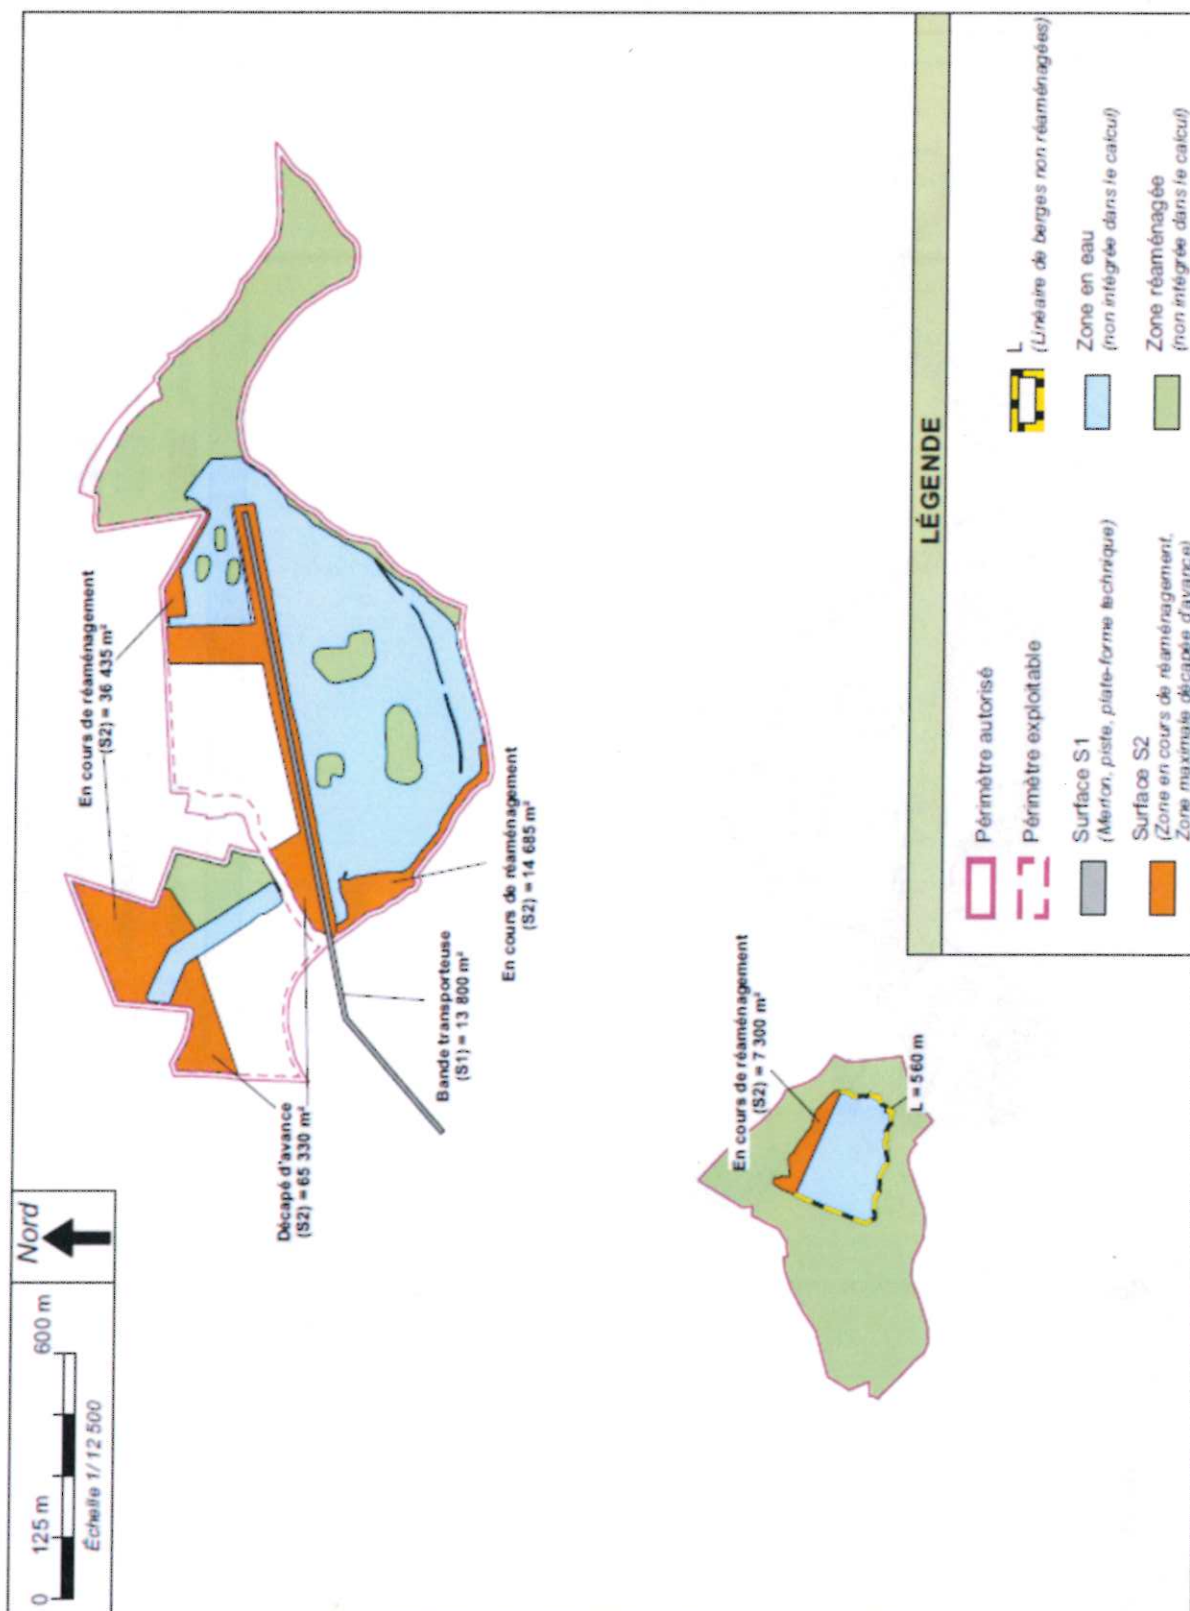 0 125 m 600 m
Échelle 1/ 12 500
Nord
En cours de réaménagement
(S2) = 36 435 m²
Décapé d'avance
(S2) = 65 330 m²
Bande transporteuse
(S1) = 13 800 m²
En cours de réaménagement
(S2) = 14 685 m²
En cours de réaménagement
(S2) = 7 300 m²
L = 560 m
LÉGENDE
Périmètre autorisé
Périmètre exploitable
Surface S1
(Merlon, piste, plate-forme technique)
Surface S2
(Zone en cours de réaménagement,
Zone maximale décapée d'avance)
L
(Linéaire de berges non réaménagées)
Zone en eau
(non intégrée dans le calcul)
Zone réaménagée
(non intégrée dans le calcul)